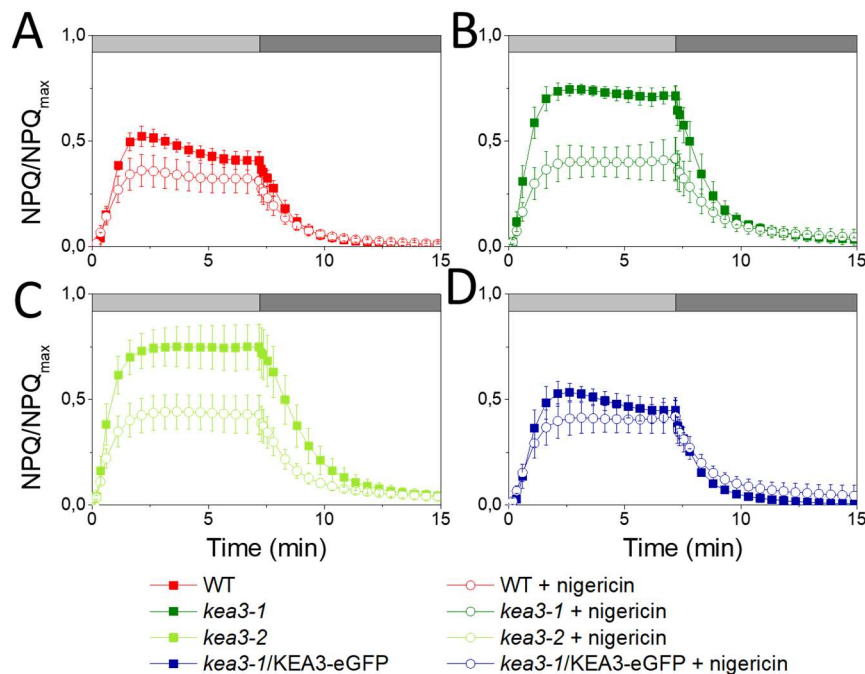 A
B
1,0
1,0
NPQ/NPQmax
0,5
0,5
0,0
0,0
0 5 10 15
0 5 10 15
C
D
1,0
1,0
NPQ/NPQmax
0,5
0,5
0,0
0,0
0 5 10 15
0 5 10 15
Time (min)
Time (min)
WT
WT + nigericin
kea3-1
kea3-1 + nigericin
kea3-2
kea3-2 + nigericin
kea3-1/KEA3-eGFP
kea3-1/KEA3-eGFP + nigericin